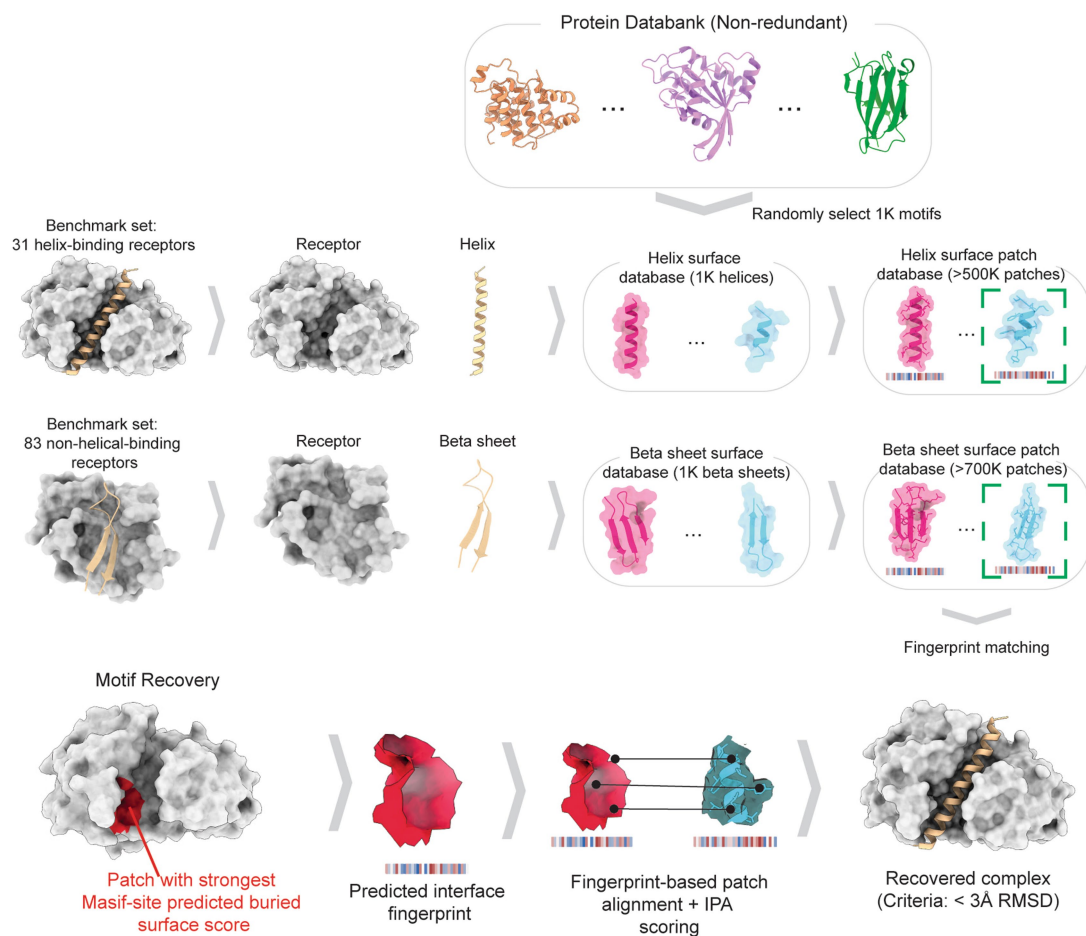 Protein Databank (Non-redundant)
...
...
Randomly select 1K motifs
Benchmark set:
31 helix-binding receptors
Receptor
Helix
Helix surface
database (1K helices)
...
Helix surface patch
database (>500K patches)
...
Benchmark set:
83 non-helical-binding
receptors
Receptor
Beta sheet
Beta sheet surface
database (1K beta sheets)
...
Beta sheet surface patch
database (>700K patches)
...
Fingerprint matching
Motif Recovery
Patch with strongest
Masif-site predicted buried
surface score
Predicted interface
fingerprint
Fingerprint-based patch
alignment + IPA
scoring
Recovered complex
(Criteria: < 3Å RMSD)